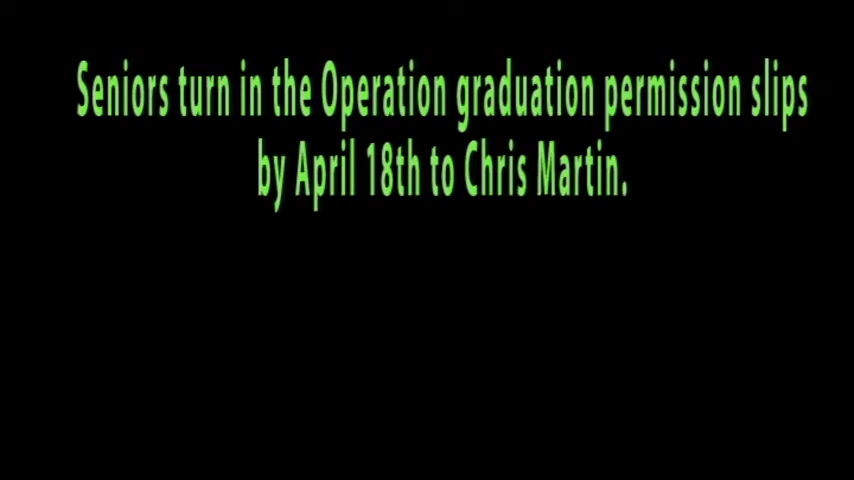 Seniors turn in the Operation graduation permission slips
by April 18th to Chris Martin.